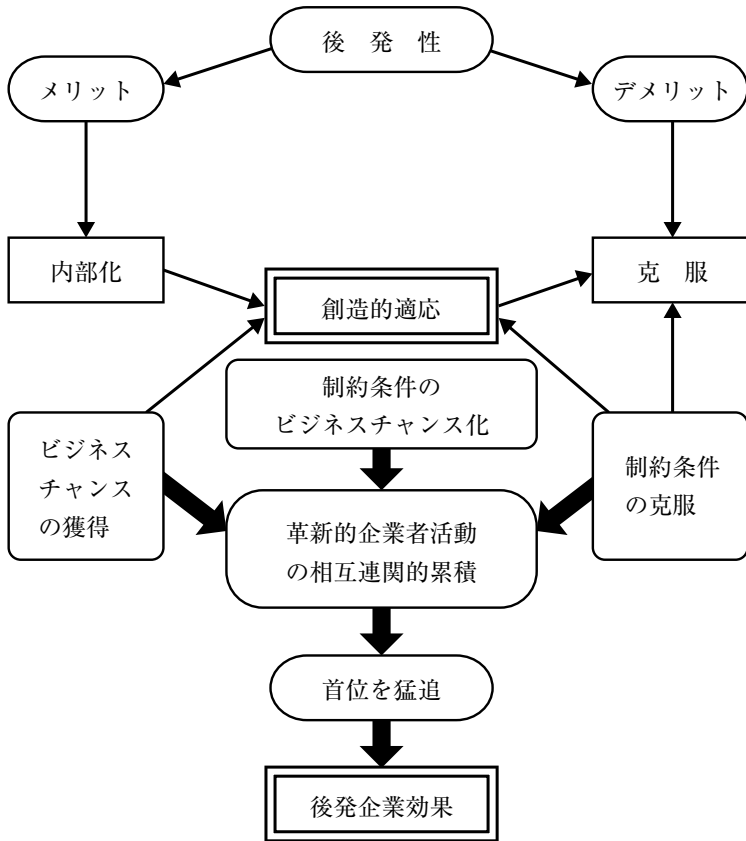 後 発 性
メリット
デメリット
内部化
創造的適応
克 服
制約条件の
ビジネスチャンス化
ビジネス
チャンス
の獲得
制約条件
の克服
革新的企業者活動
の相互連関的累積
首位を猛追
後発企業効果